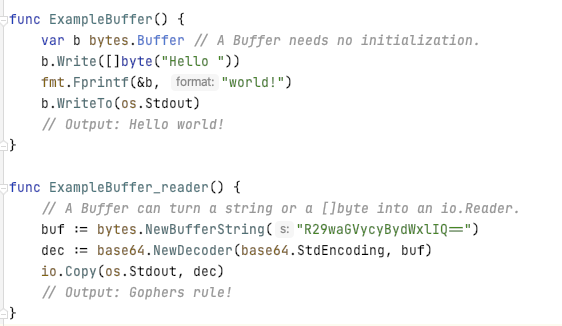 func ExampleBuffer() {
    var b bytes.Buffer // A Buffer needs no initialization.
    b.Write([]byte("Hello "))
    fmt.Fprintf(&b, format: "world!")
    b.WriteTo(os.Stdout)
    // Output: Hello world!
}
func ExampleBuffer_reader() {
    // A Buffer can turn a string or a []byte into an io.Reader.
    buf := bytes.NewBufferString( s: "R29waGVycyBydWxlIQ==")
    dec := base64.NewDecoder(base64.StdEncoding, buf)
    io.Copy(os.Stdout, dec)
    // Output: Gophers rule!
}